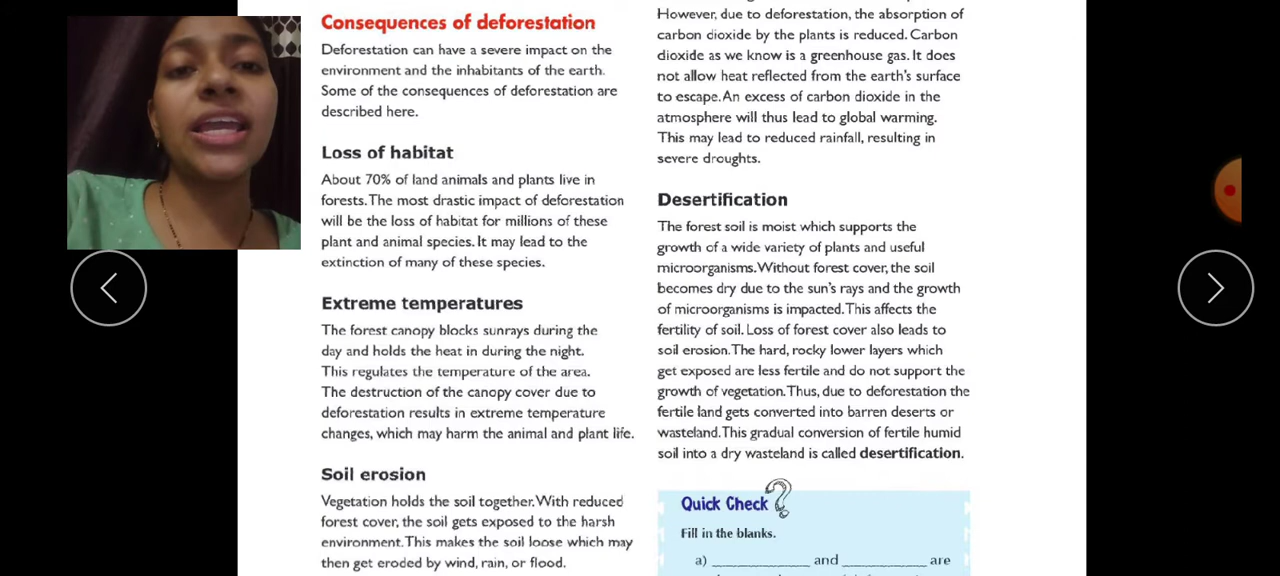 Consequences of deforestation
Deforestation can have a severe impact on the
environment and the inhabitants of the earth.
Some of the consequences of deforestation are
described here.
Loss of habitat
About 70% of land animals and plants live in
forests. The most drastic impact of deforestation
will be the loss of habitat for millions of these
plant and animal species. It may lead to the
extinction of many of these species.
Extreme temperatures
The forest canopy blocks sunrays during the
day and holds the heat in during the night.
This regulates the temperature of the area.
The destruction of the canopy cover due to
deforestation results in extreme temperature
changes, which may harm the animal and plant life.
Soil erosion
Vegetation holds the soil together. With reduced
forest cover, the soil gets exposed to the harsh
environment. This makes the soil loose which may
then get eroded by wind, rain, or flood.
However, due to deforestation, the absorption of
carbon dioxide by the plants is reduced. Carbon
dioxide as we know is a greenhouse gas. It does
not allow heat reflected from the earth's surface
to escape. An excess of carbon dioxide in the
atmosphere will thus lead to global warming.
This may lead to reduced rainfall, resulting in
severe droughts.
Desertification
The forest soil is moist which supports the
growth of a wide variety of plants and useful
microorganisms. Without forest cover, the soil
becomes dry due to the sun's rays and the growth
of microorganisms is impacted. This affects the
fertility of soil. Loss of forest cover also leads to
soil erosion. The hard, rocky lower layers which
get exposed are less fertile and do not support the
growth of vegetation. Thus, due to deforestation the
fertile land gets converted into barren deserts or
wasteland. This gradual conversion of fertile humid
soil into a dry wasteland is called desertification.
Quick Check ?
Fill in the blanks.
a) ____________ and __________ are